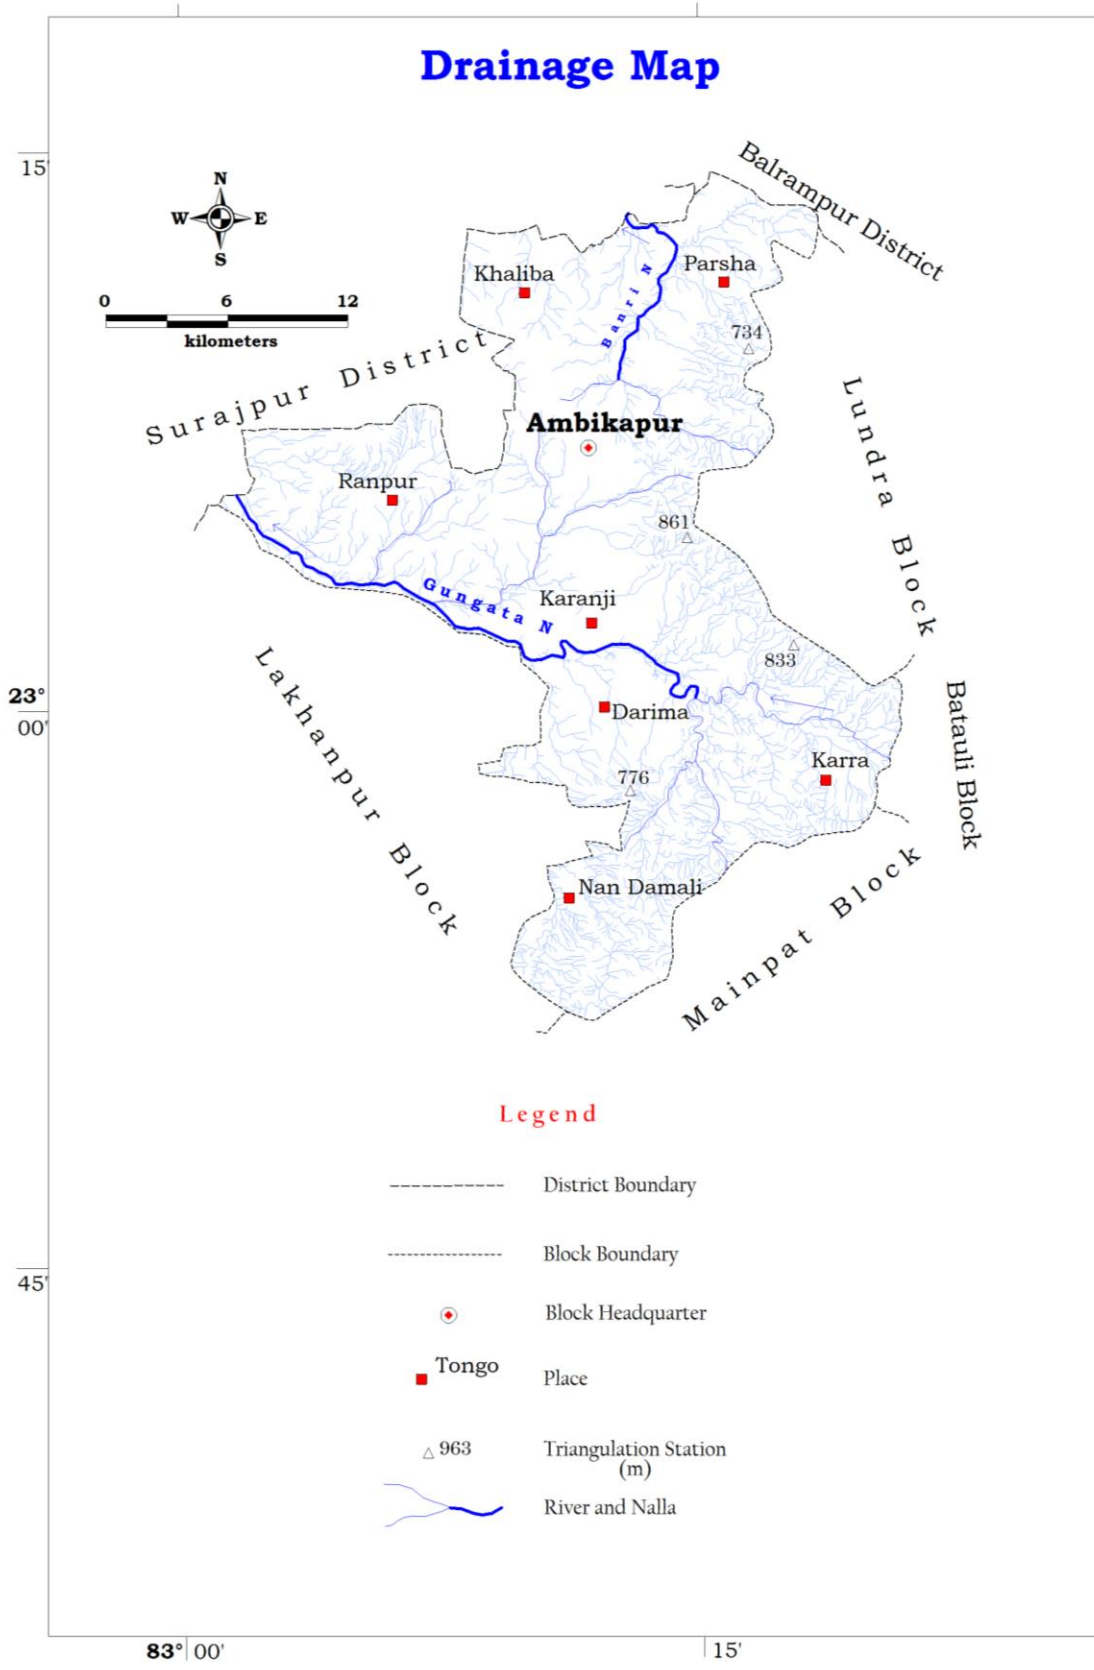 Drainage Map
15'
Balrampur District
N
W E
S
Khaliba
Parsha
0 6 12
kilometers
Banri N
734
Surajpur District
Lundra Block
Ambikapur
Ranpur
861
Gungata N
Karanji
833
Lakhanpur Block
23°
00'
Batauli Block
Darima
Karra
776
Nan Damali
Mainpat Block
Legend
District Boundary
Block Boundary
45'
Block Headquarter
Tongo
Place
963
Triangulation Station
(m)
River and Nalla
83° 00'
15'